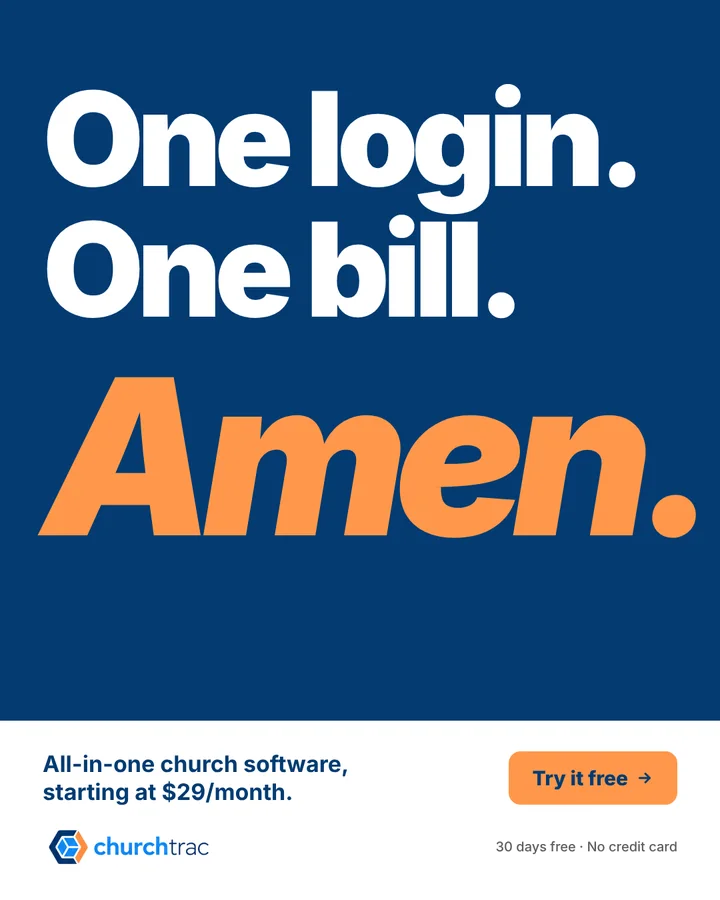 One login.
One bill.
Amen.
All-in-one church software,
starting at $29/month.
Try it free →
churchtrac
30 days free · No credit card